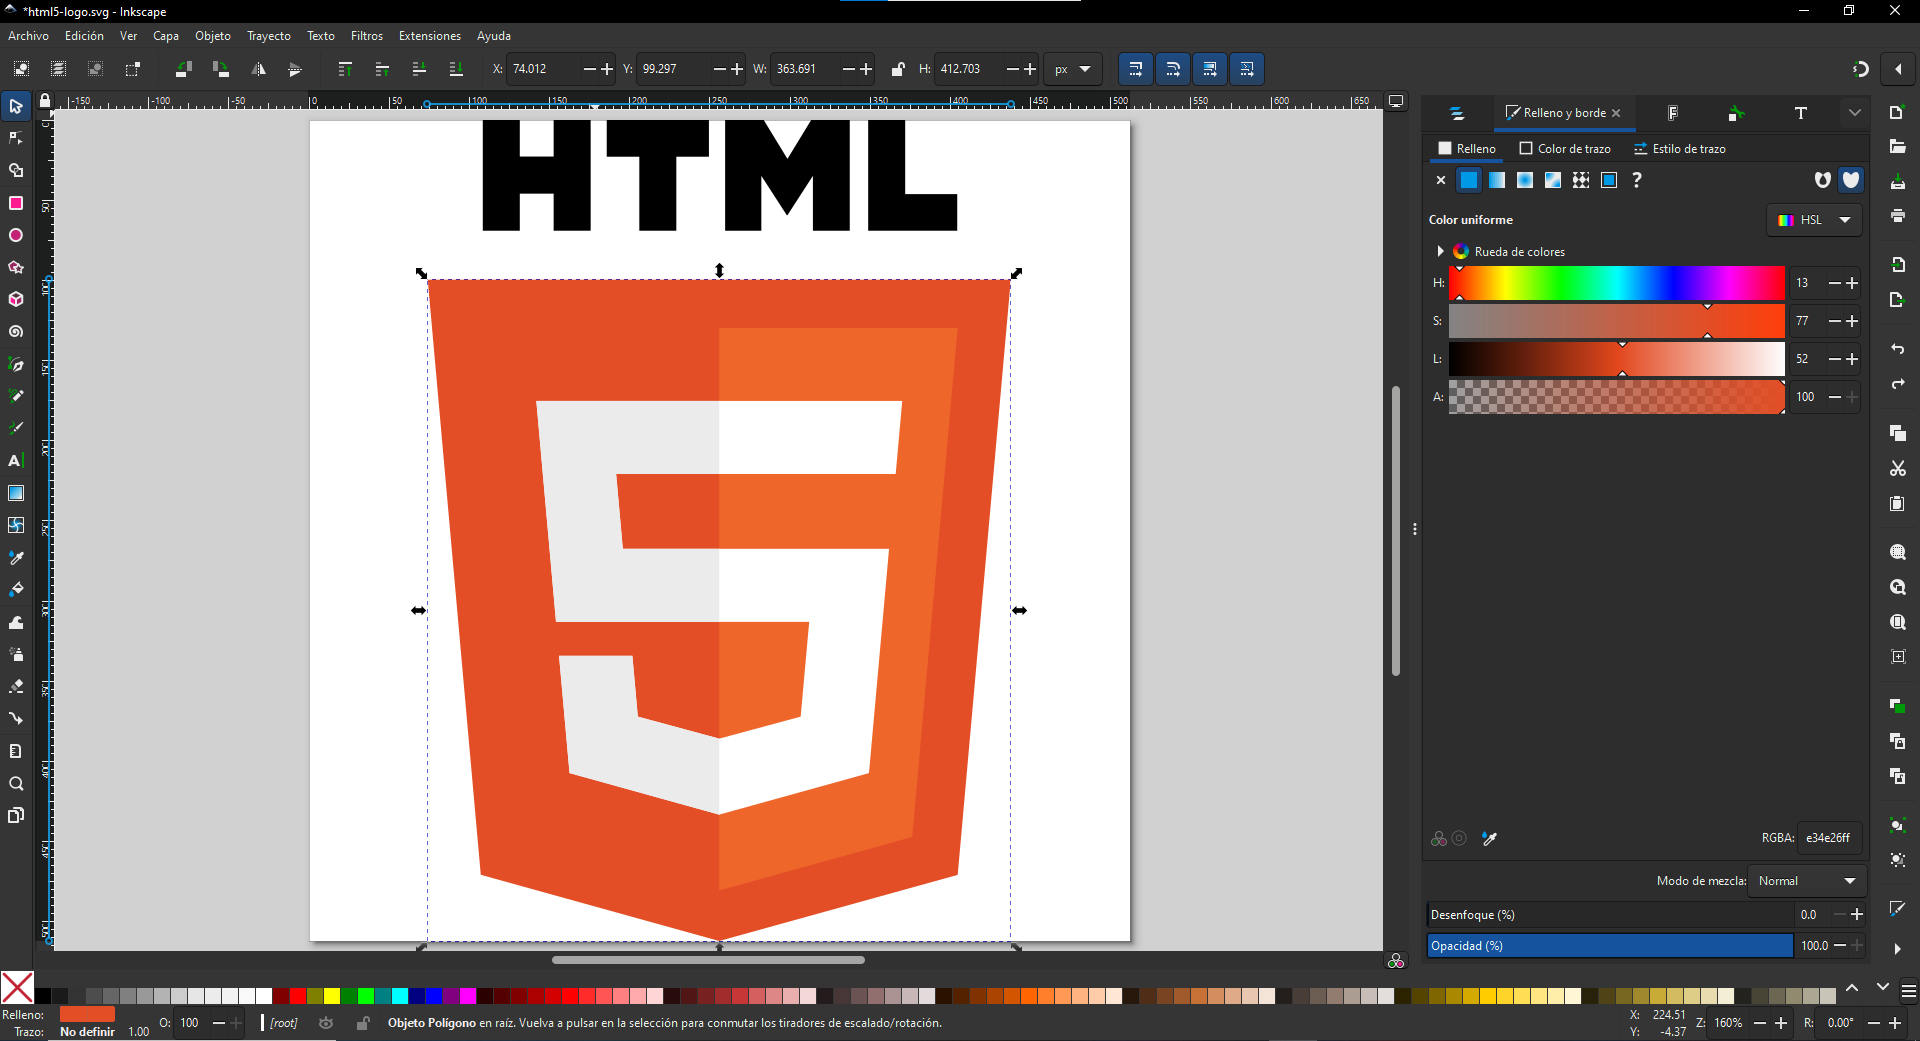 *html5-logo.svg - Inkscape
Archivo Edición Ver Capa Objeto Trayecto Texto Filtros Extensiones Ayuda
X: 74.012 Y: 99.297 W: 363.691 H: 412.703 px
-150 -100 -50 0 50 100 150 200 250 300 350 400 450 500 550 600 650
HTML
Relleno y borde
Relleno Color de trazo Estilo de trazo
Color uniforme HSL
Rueda de colores
H: 13
S: 77
L: 52
A: 100
RGBA: e34e26ff
Modo de mezcla: Normal
Desenfoque (%) 0.0
Opacidad (%) 100.0
Relleno:
Trazo: No definir 1.00
O: 100 [root] Objeto Polígono en raíz. Vuelva a pulsar en la selección para conmutar los tiradores de escalado/rotación.
X: 224.51
Y: -4.37
Z: 160% R: 0.00°